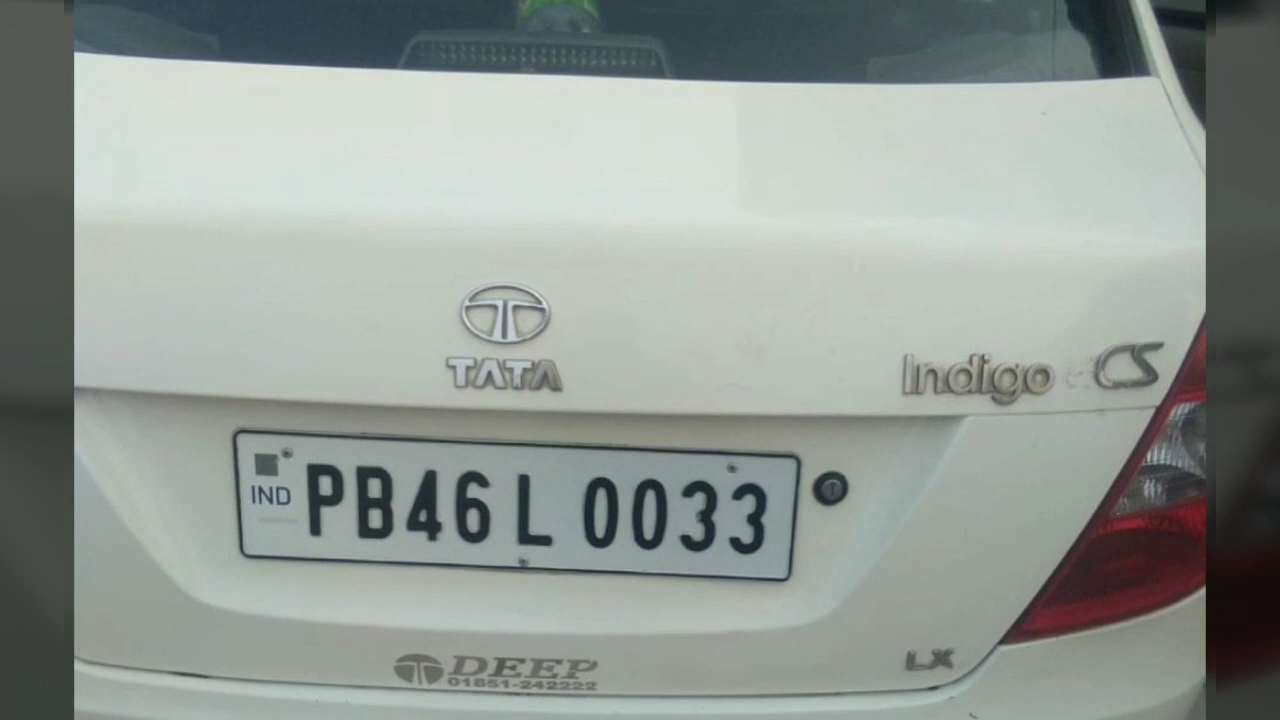 TATA
Indigo CS
IND PB46 L 0033
LX
DEEP
01851-242222